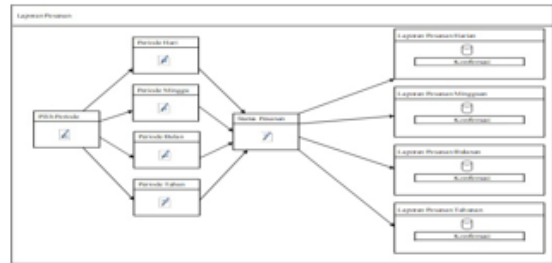 Laporan Pesanan
Periode Hari
Periode Minggu
Pilih Periode
Periode Bulan
Periode Tahun
Pesanan
Laporan Pesanan Harian
Konfirmasi
Laporan Pesanan Mingguan
Konfirmasi
Laporan Pesanan Bulanan
Konfirmasi
Laporan Pesanan Tahunan
Konfirmasi